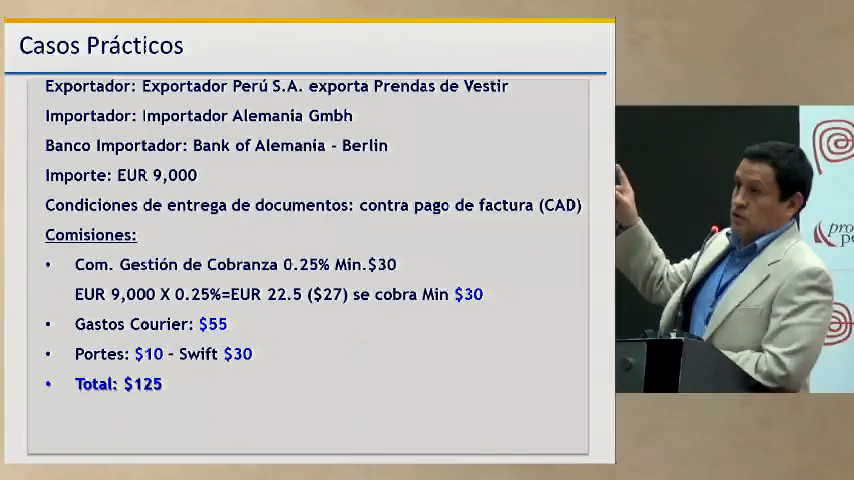 Casos Prácticos
Exportador: Exportador Perú S.A. exporta Prendas de Vestir
Importador: Importador Alemania Gmbh
Banco Importador: Bank of Alemania - Berlin
Importe: EUR 9,000
Condiciones de entrega de documentos: contra pago de factura (CAD)
Comisiones:
• Com. Gestión de Cobranza 0.25% Min.$30
EUR 9,000 X 0.25%=EUR 22.5 ($27) se cobra Min $30
• Gastos Courier: $55
• Portes: $10 - Swift $30
• Total: $125